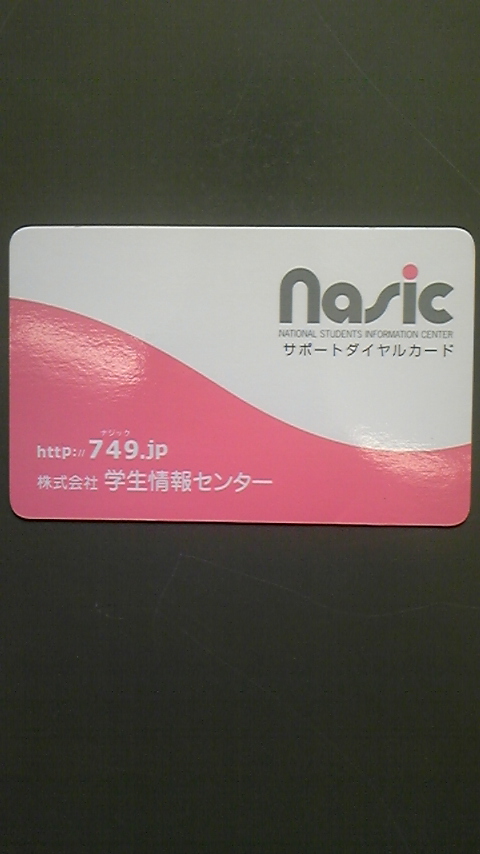 nasic
NATIONAL STUDENTS INFORMATION CENTER
サポートダイヤルカード
ナジック
http://749.jp
株式会社 学生情報センター